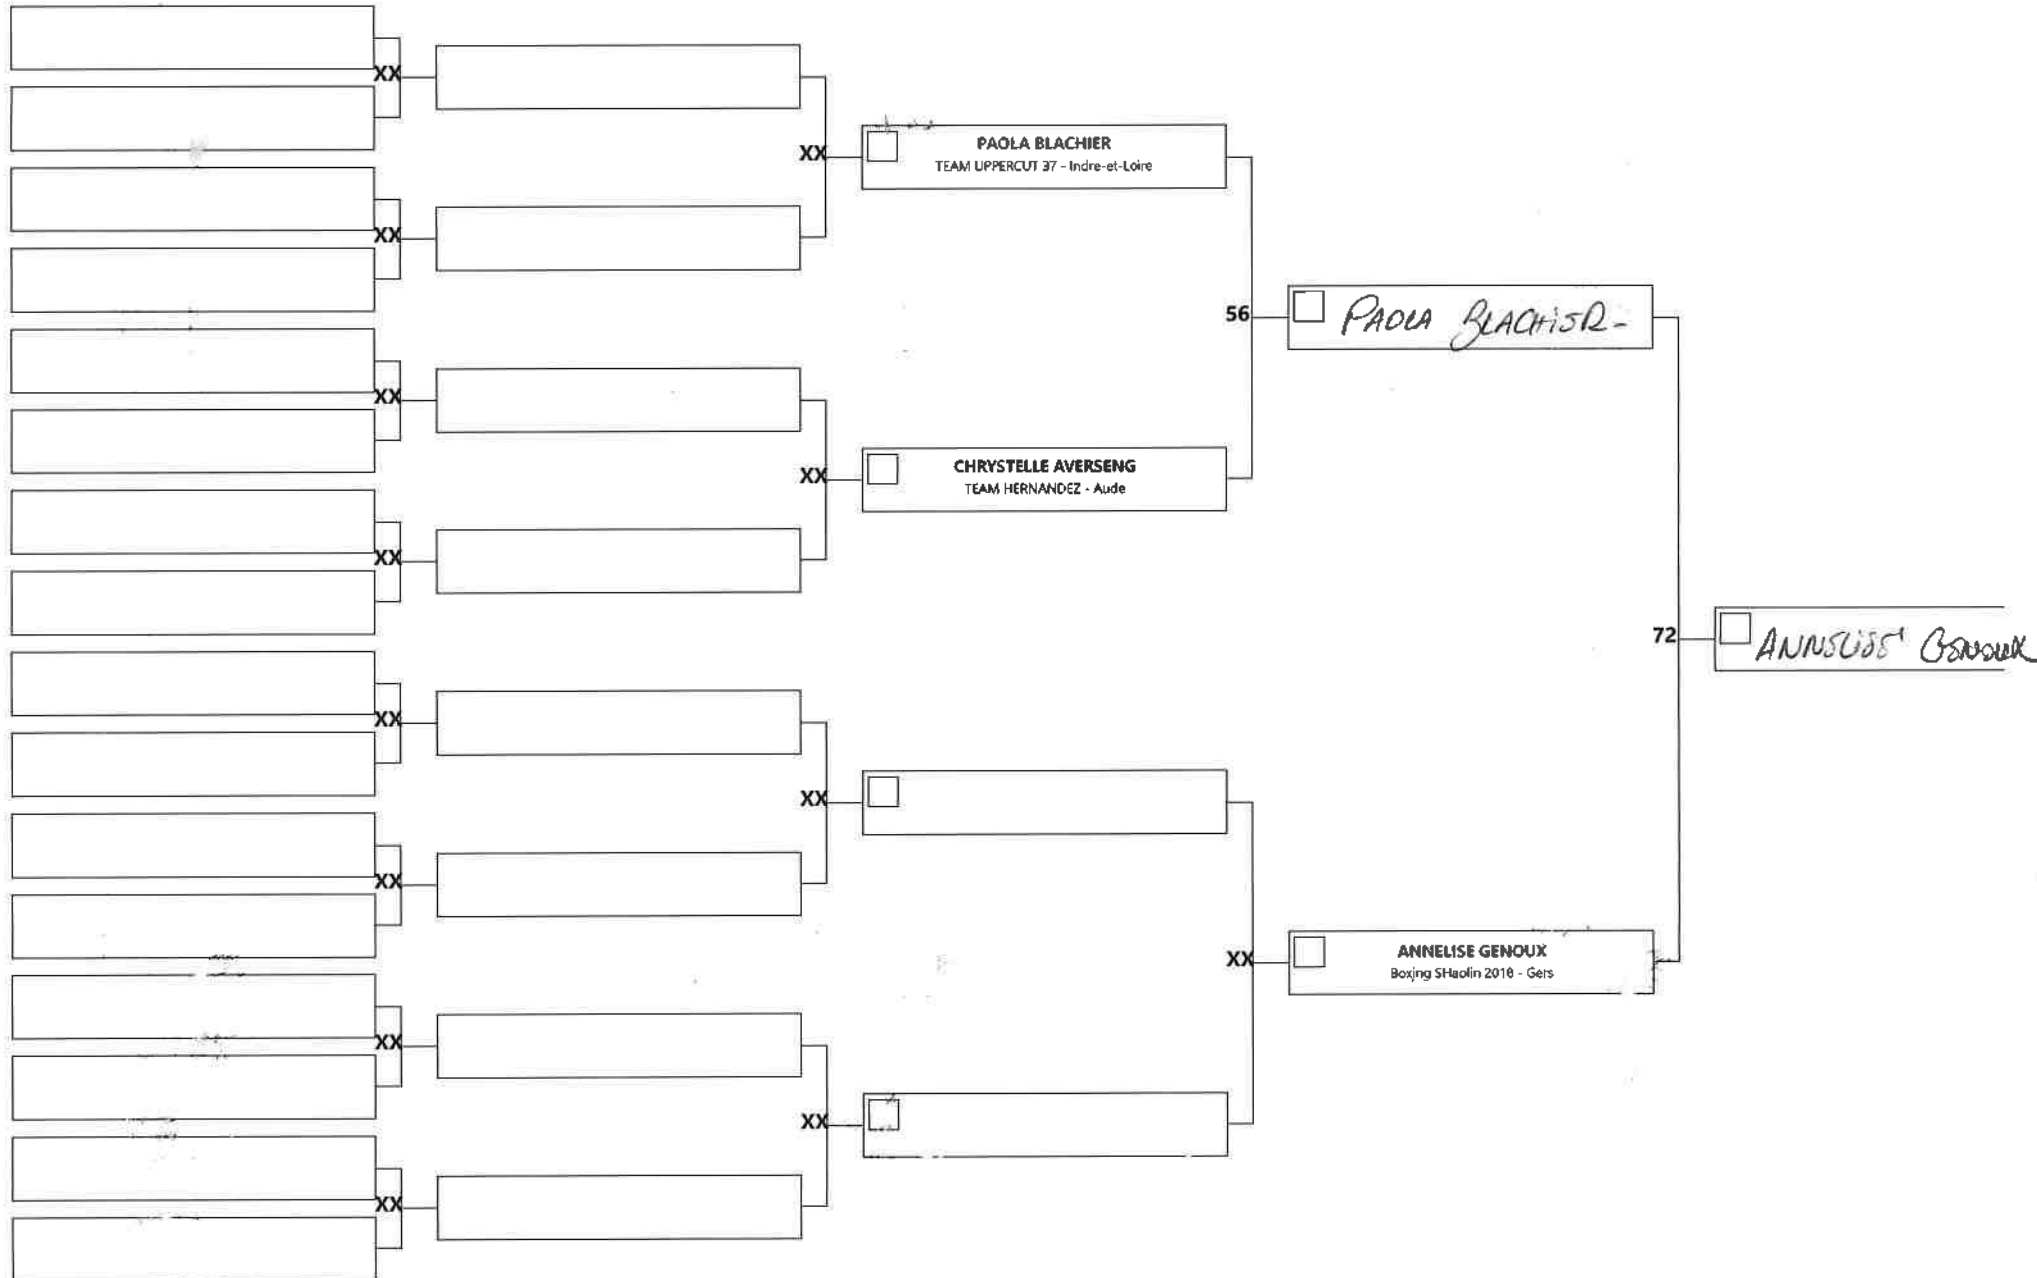 XX
XX
PAOLA BLACHIER
TEAM UPPERCUT 37 - Indre-et-Loire
XX
56
PAOLA BLACHIER-
XX
XX
CHRYSTELLE AVERSENG
TEAM HERNANDEZ - Aude
XX
72
ANNELISE GENOUX
XX
XX
XX
XX
ANNELISE GENOUX
Boxing SHaolin 2018 - Gers
XX
XX
XX